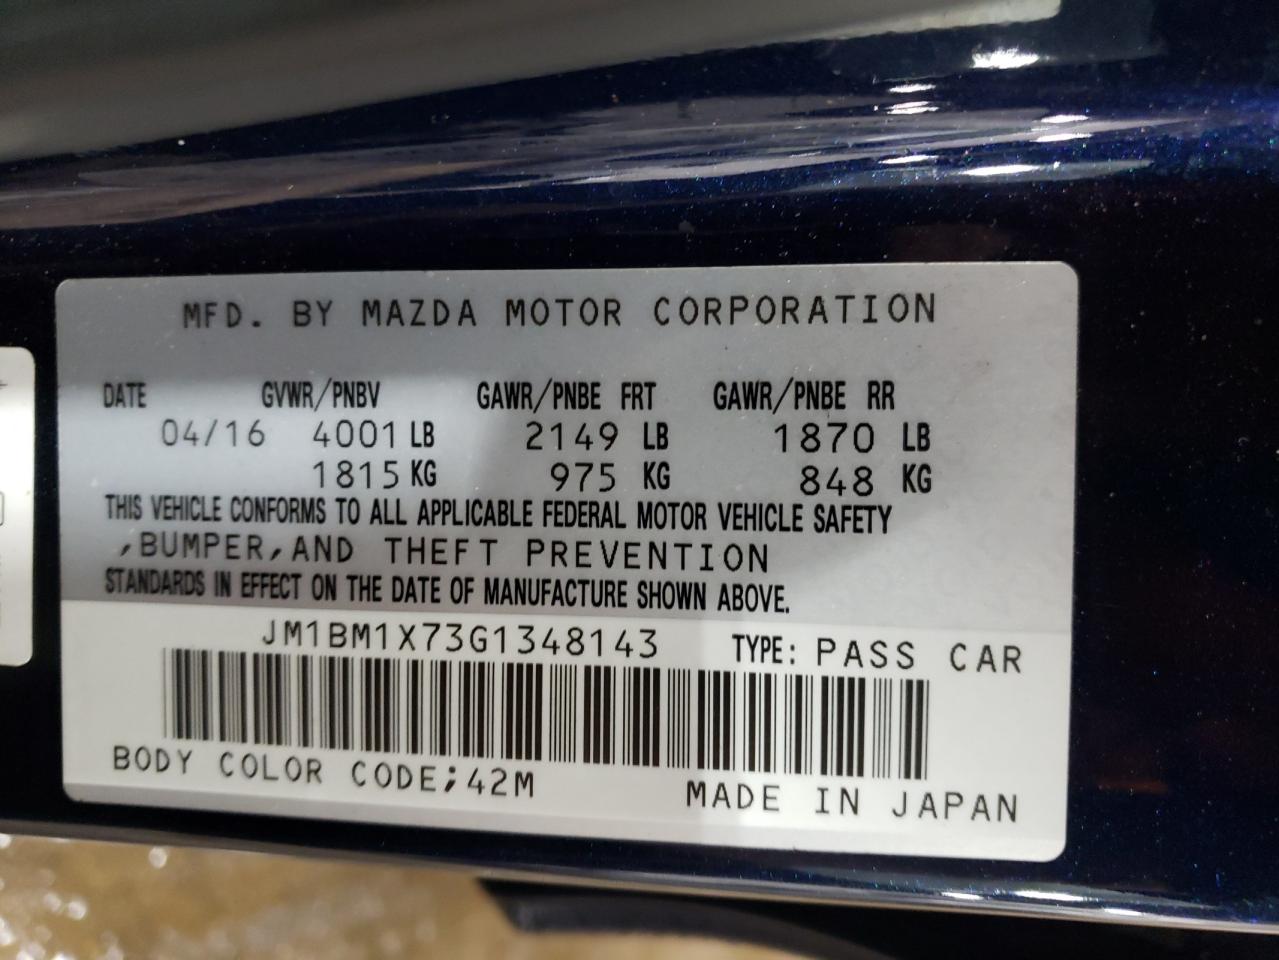 MFD. BY MAZDA MOTOR CORPORATION
DATE GVWR/PNBV GAWR/PNBE FRT GAWR/PNBE RR
04/16 4001 LB 2149 LB 1870 LB
1815 KG 975 KG 848 KG
THIS VEHICLE CONFORMS TO ALL APPLICABLE FEDERAL MOTOR VEHICLE SAFETY
,BUMPER,AND THEFT PREVENTION
STANDARDS IN EFFECT ON THE DATE OF MANUFACTURE SHOWN ABOVE.
JM1BM1X73G1348143 TYPE: PASS CAR
BODY COLOR CODE;42M MADE IN JAPAN